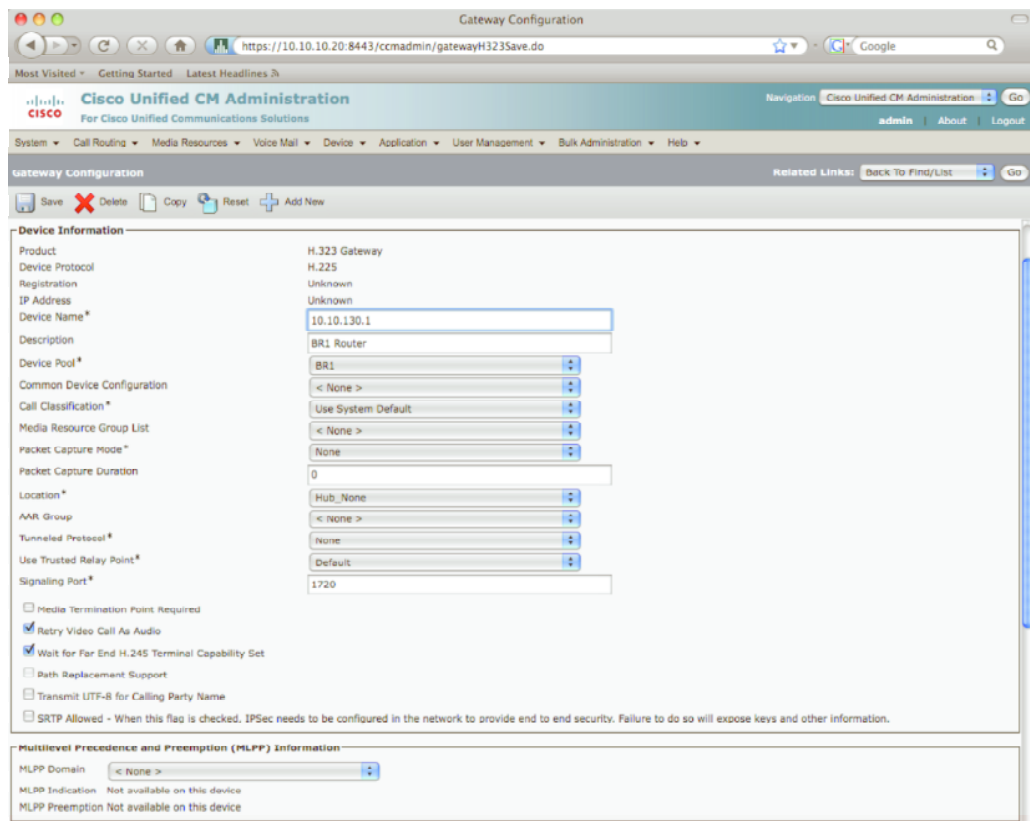 Gateway Configuration
https://10.10.10.20:8443/ccmadmin/gatewayH323Save.do
Google
Most Visited Getting Started Latest Headlines
CISCO
Cisco Unified CM Administration
For Cisco Unified Communications Solutions
Navigation Cisco Unified CM Administration Go
admin | About | Logout
System Call Routing Media Resources Voice Mail Device Application User Management Bulk Administration Help
Gateway Configuration
Related Links: Back To Find/List Go
Save Delete Copy Reset Add New
Device Information
Product H.323 Gateway
Device Protocol H.225
Registration Unknown
IP Address Unknown
Device Name* 10.10.130.1
Description BR1 Router
Device Pool* BR1
Common Device Configuration < None >
Call Classification* Use System Default
Media Resource Group List < None >
Packet Capture Mode* None
Packet Capture Duration 0
Location* Hub_None
AAR Group < None >
Tunneled Protocol* None
Use Trusted Relay Point* Default
Signaling Port* 1720
Media Termination Point Required
Retry Video Call As Audio
Wait for Far End H.245 Terminal Capability Set
Path Replacement Support
Transmit UTF-8 for Calling Party Name
SRTP Allowed - When this flag is checked, IPSec needs to be configured in the network to provide end to end security. Failure to do so will expose keys and other information.
Multilevel Precedence and Preemption (MLPP) Information
MLPP Domain < None >
MLPP Indication Not available on this device
MLPP Preemption Not available on this device